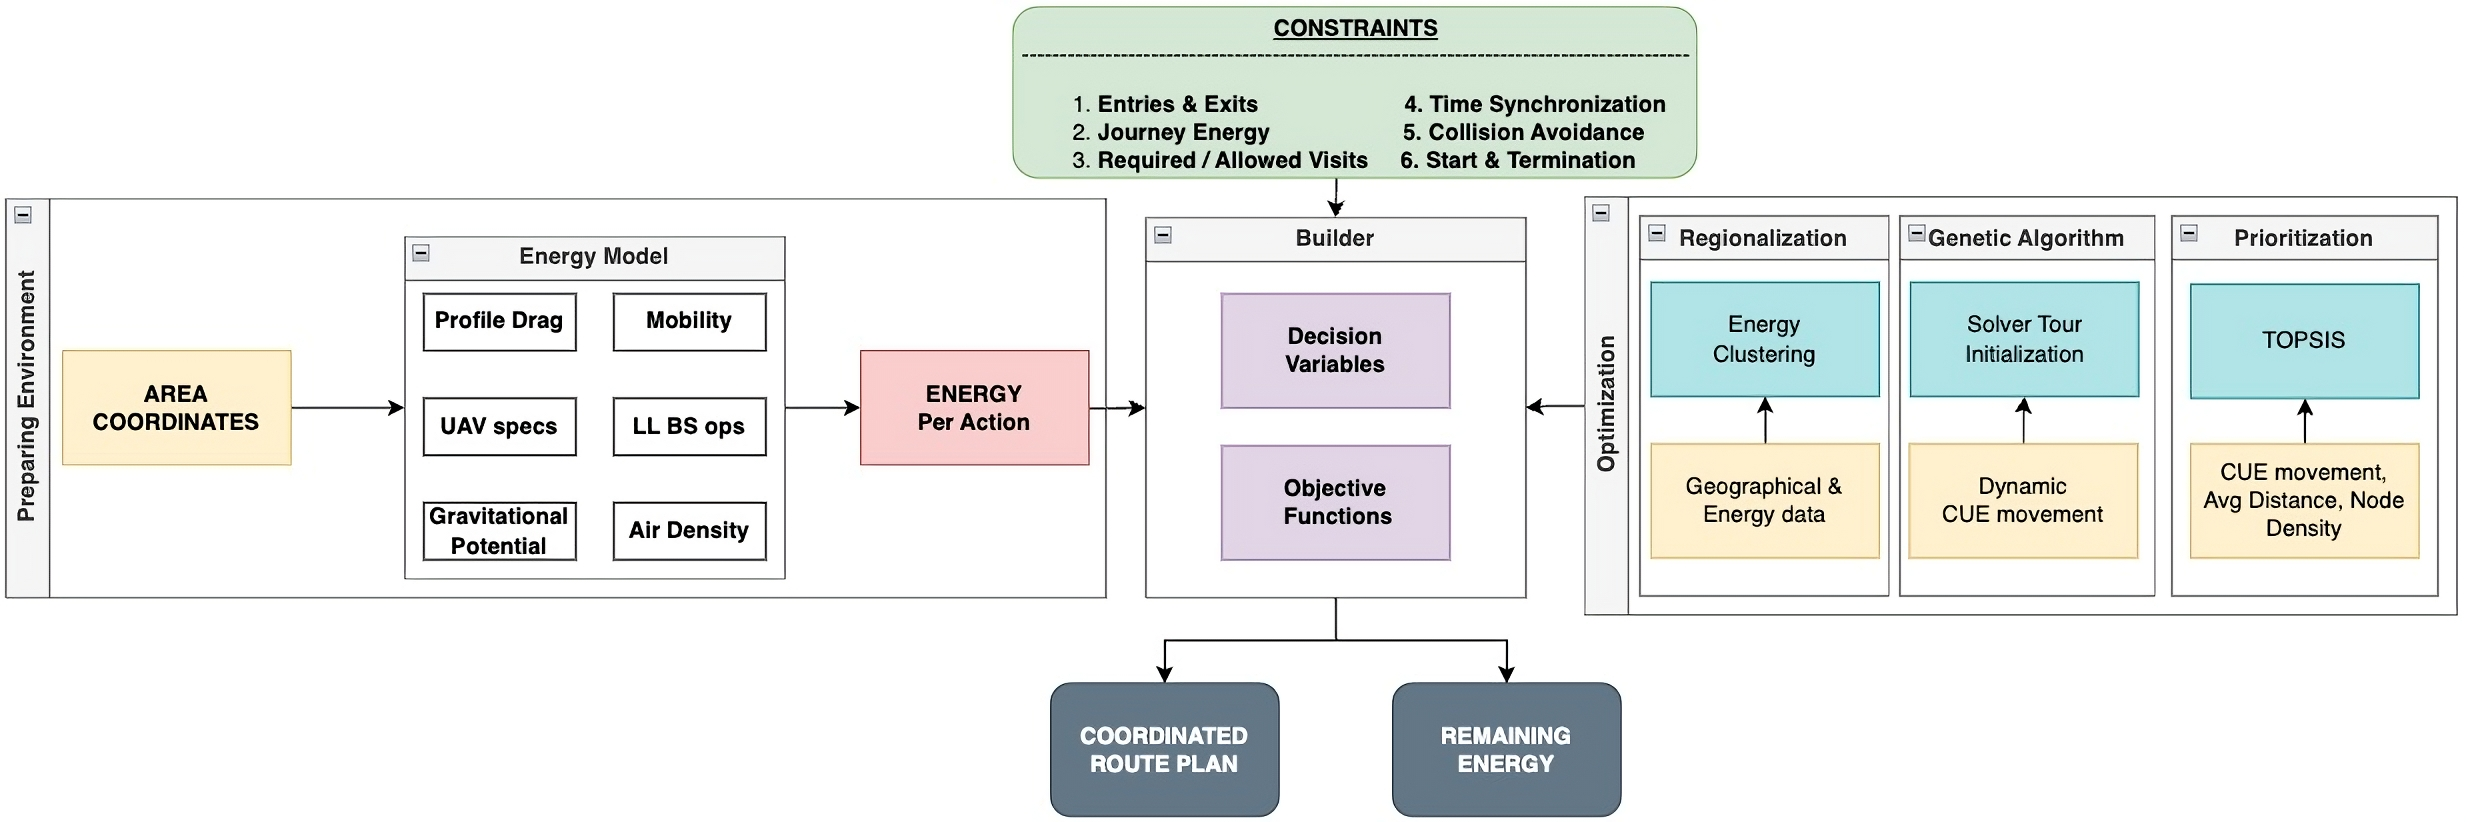 CONSTRAINTS
1. Entries & Exits
2. Journey Energy
3. Required / Allowed Visits
4. Time Synchronization
5. Collision Avoidance
6. Start & Termination
Preparing Environment
AREA
COORDINATES
Energy Model
Profile Drag
Mobility
UAV specs
LL BS ops
Gravitational
Potential
Air Density
ENERGY
Per Action
Builder
Decision
Variables
Objective
Functions
Optimization
Regionalization
Energy
Clustering
Geographical &
Energy data
Genetic Algorithm
Solver Tour
Initialization
Dynamic
CUE movement
Prioritization
TOPSIS
CUE movement,
Avg Distance, Node
Density
COORDINATED
ROUTE PLAN
REMAINING
ENERGY